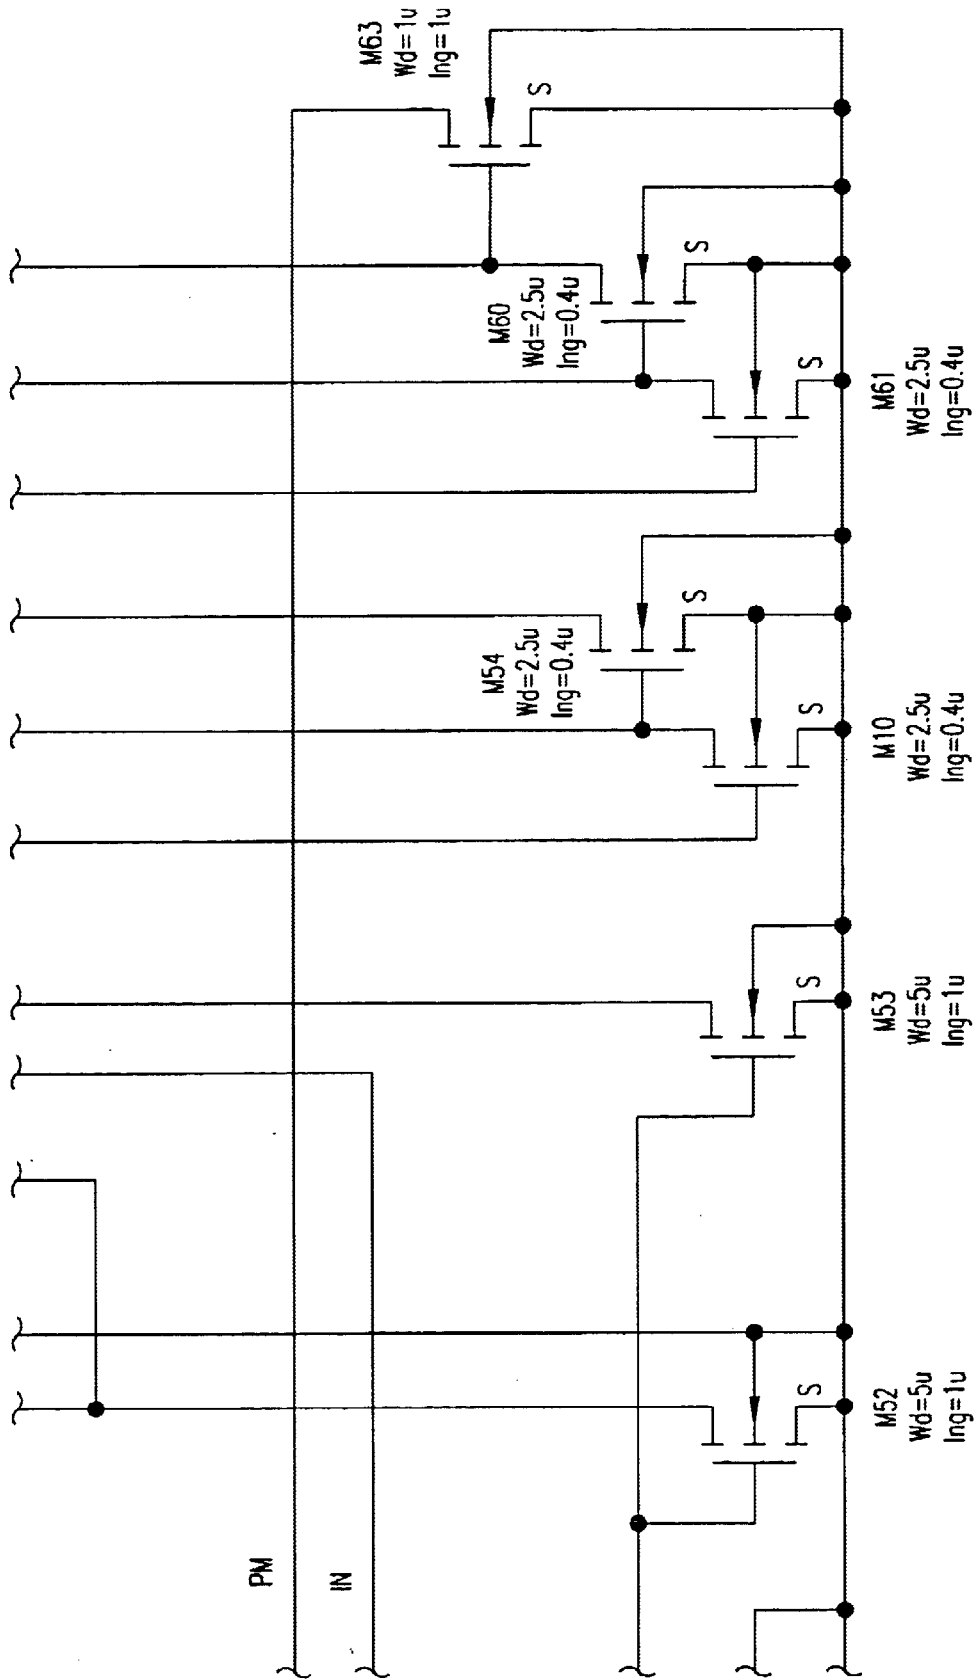 M63
Wd=1u
lng=1u
S
M60
Wd=2.5u
lng=0.4u
S
M61
Wd=2.5u
lng=0.4u
S
M54
Wd=2.5u
lng=0.4u
S
M10
Wd=2.5u
lng=0.4u
S
M53
Wd=5u
lng=1u
S
M52
Wd=5u
lng=1u
S
PM
IN